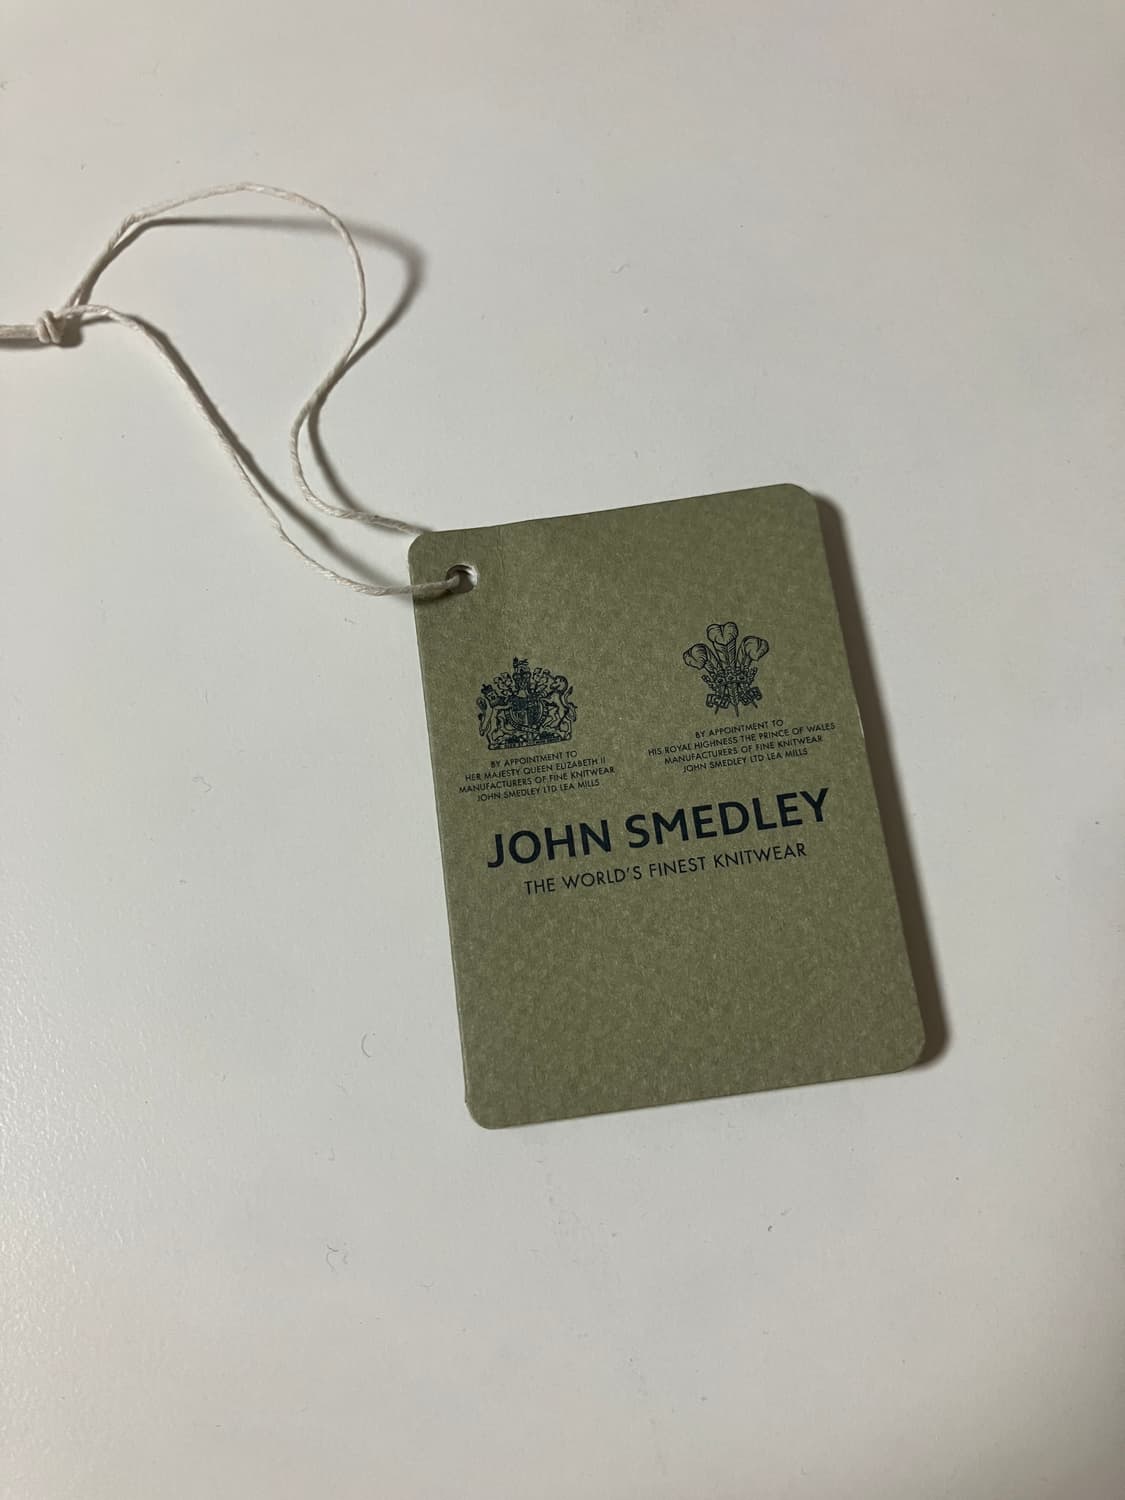 BY APPOINTMENT TO
HER MAJESTY QUEEN ELIZABETH II
MANUFACTURERS OF FINE KNITWEAR
JOHN SMEDLEY LTD LEA MILLS
BY APPOINTMENT TO
HIS ROYAL HIGHNESS THE PRINCE OF WALES
MANUFACTURERS OF FINE KNITWEAR
JOHN SMEDLEY LTD LEA MILLS
JOHN SMEDLEY
THE WORLD'S FINEST KNITWEAR